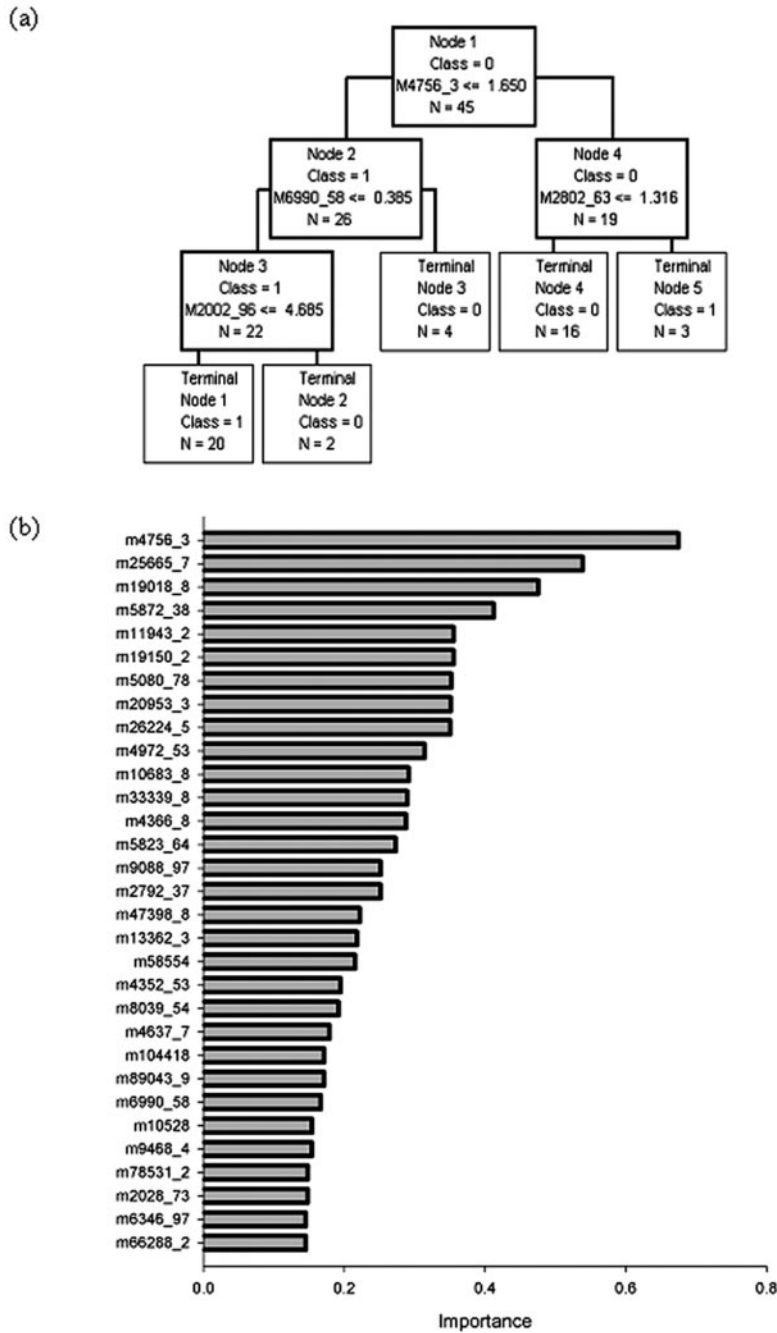 (a)
Node 1
Class = 0
M4756_3 <= 1.650
N = 45
Node 2
Class = 1
M6990_58 <= 0.385
N = 26
Node 4
Class = 0
M2802_63 <= 1.316
N = 19
Node 3
Class = 1
M2002_96 <= 4.685
N = 22
Terminal
Node 3
Class = 0
N = 4
Terminal
Node 4
Class = 0
N = 16
Terminal
Node 5
Class = 1
N = 3
Terminal
Node 1
Class = 1
N = 20
Terminal
Node 2
Class = 0
N = 2
(b)
m4756_3
m25665_7
m19018_8
m5872_38
m11943_2
m19150_2
m5080_78
m20953_3
m26224_5
m4972_53
m10683_8
m33339_8
m4366_8
m5823_64
m9088_97
m2792_37
m47398_8
m13362_3
m58554
m4352_53
m8039_54
m4637_7
m104418
m89043_9
m6990_58
m10528
m9468_4
m78531_2
m2028_73
m6346_97
m66288_2
0.0 0.2 0.4 0.6 0.8
Importance